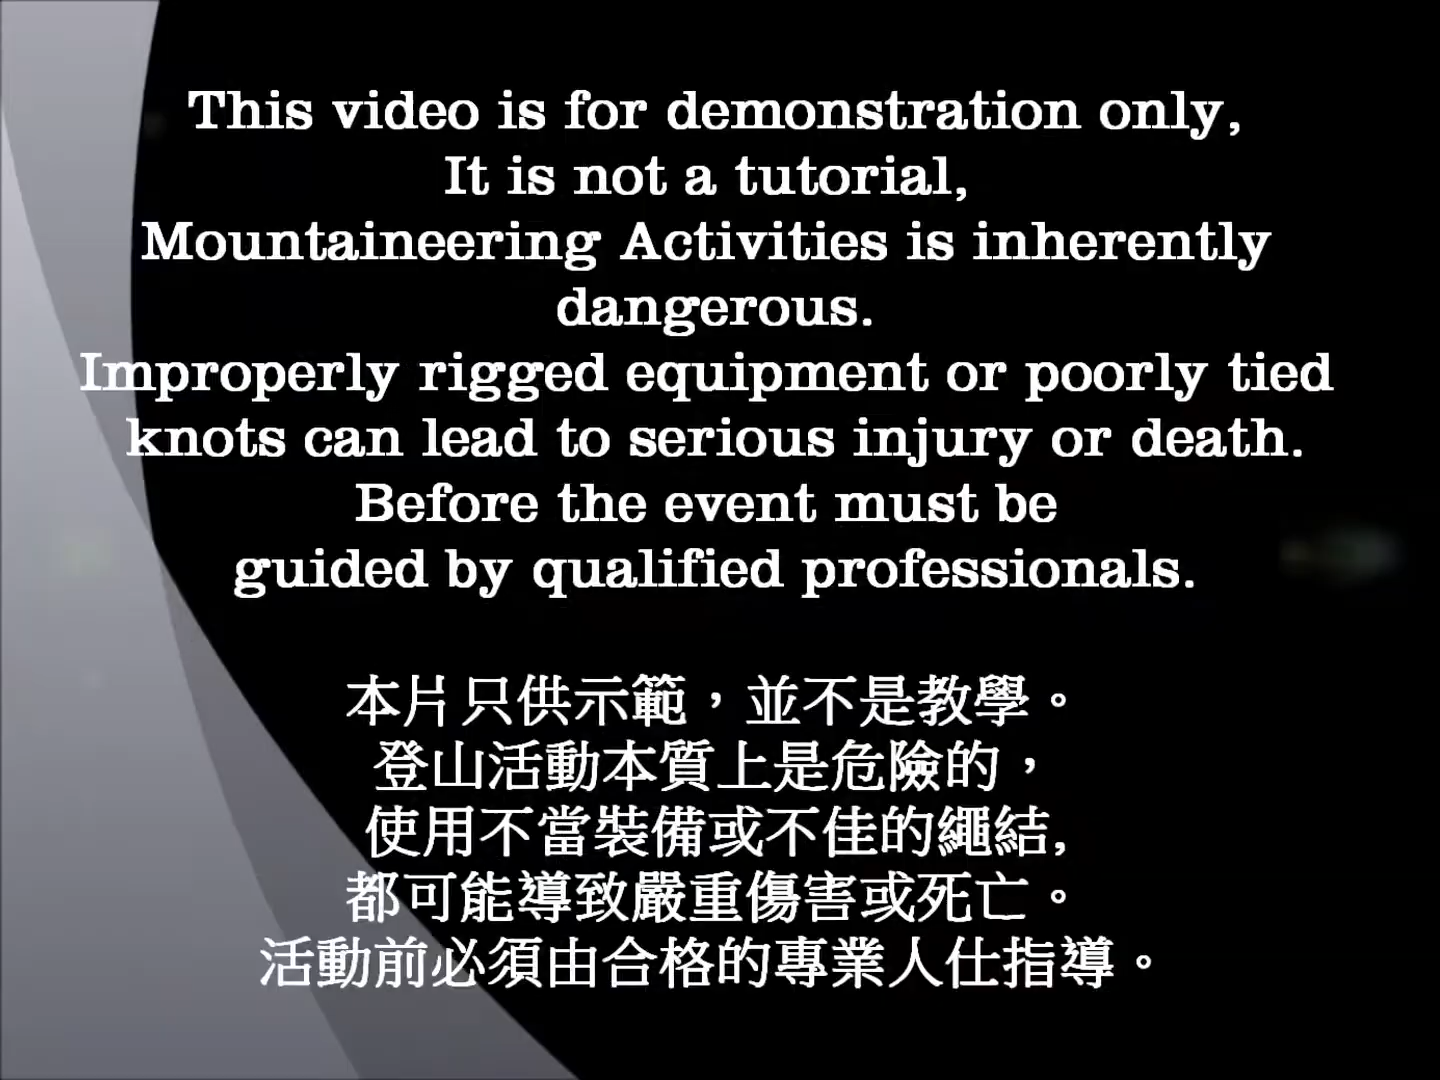 This video is for demonstration only,
It is not a tutorial,
Mountaineering Activities is inherently
dangerous.
Improperly rigged equipment or poorly tied
knots can lead to serious injury or death.
Before the event must be
guided by qualified professionals.
本片只供示範，並不是教學。
登山活動本質上是危險的，
使用不當裝備或不佳的繩結,
都可能導致嚴重傷害或死亡。
活動前必須由合格的專業人仕指導。